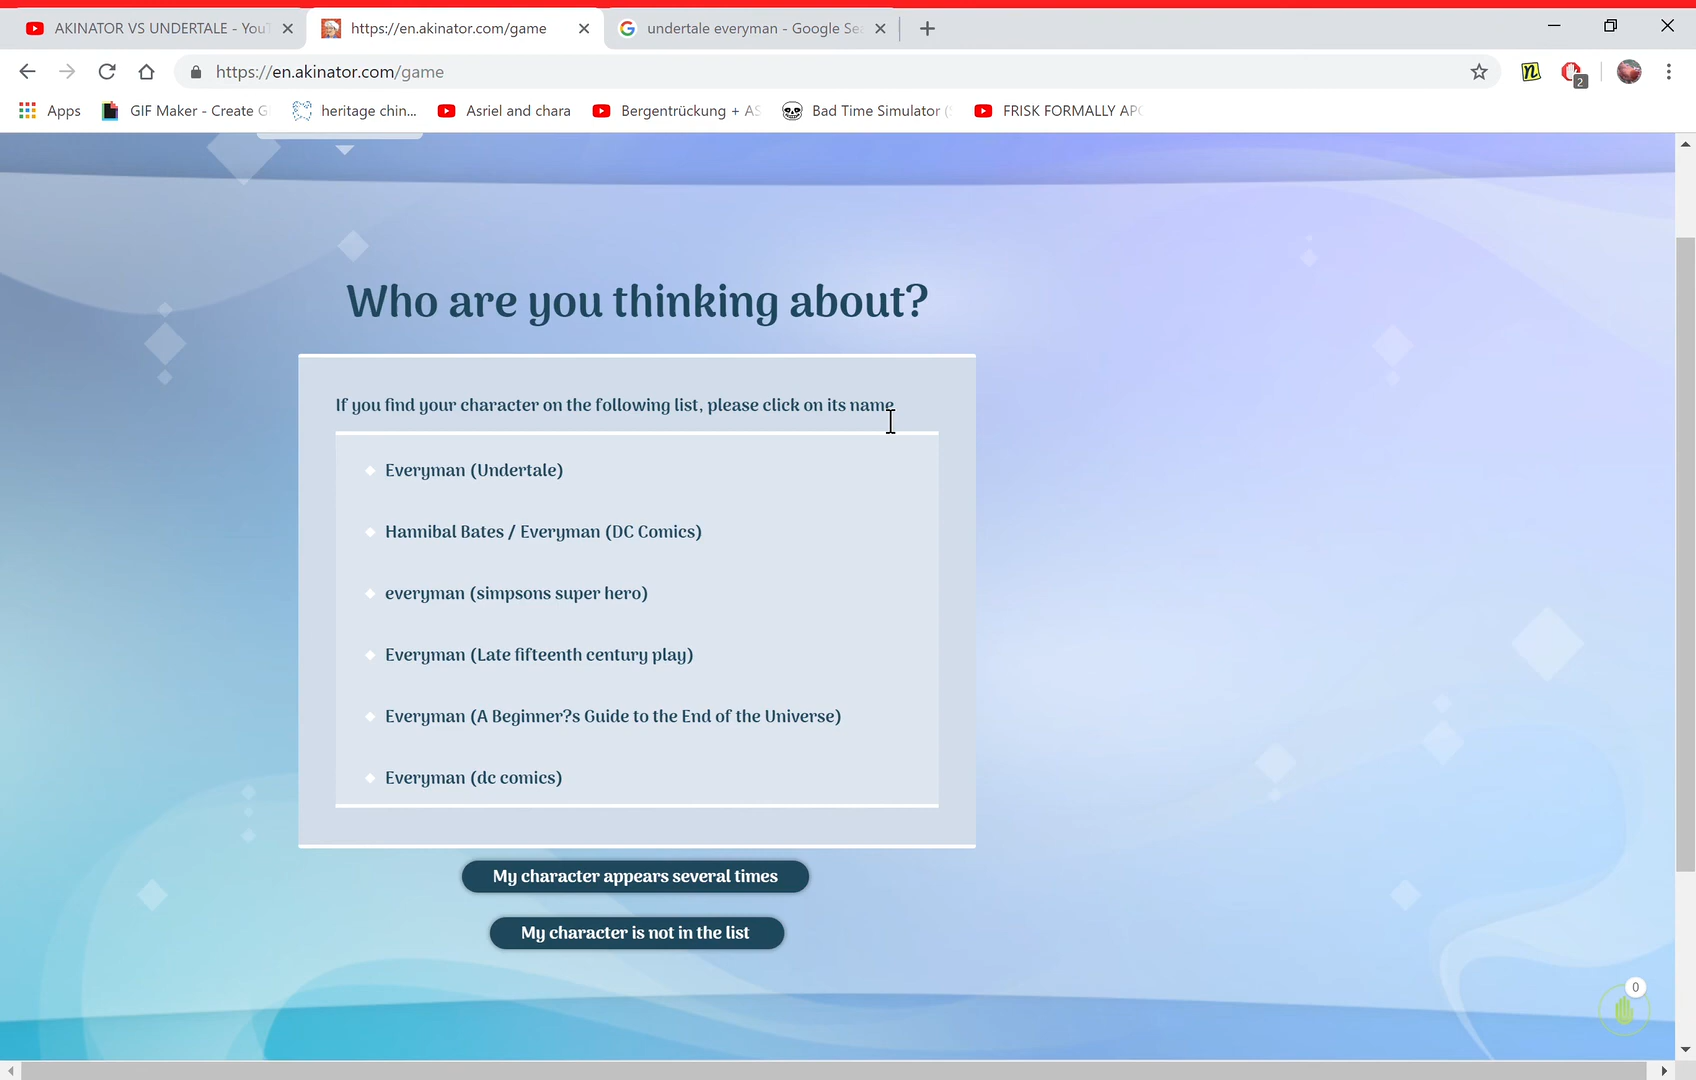 AKINATOR VS UNDERTALE - YouT
https://en.akinator.com/game
undertale everyman - Google Sea
https://en.akinator.com/game
2
Apps
GIF Maker - Create G
heritage chin...
Asriel and chara
Bergentrückung + AS
Bad Time Simulator (S
FRISK FORMALLY APO
Who are you thinking about?
If you find your character on the following list, please click on its name
Everyman (Undertale)
Hannibal Bates / Everyman (DC Comics)
everyman (simpsons super hero)
Everyman (Late fifteenth century play)
Everyman (A Beginner?s Guide to the End of the Universe)
Everyman (dc comics)
My character appears several times
My character is not in the list
0